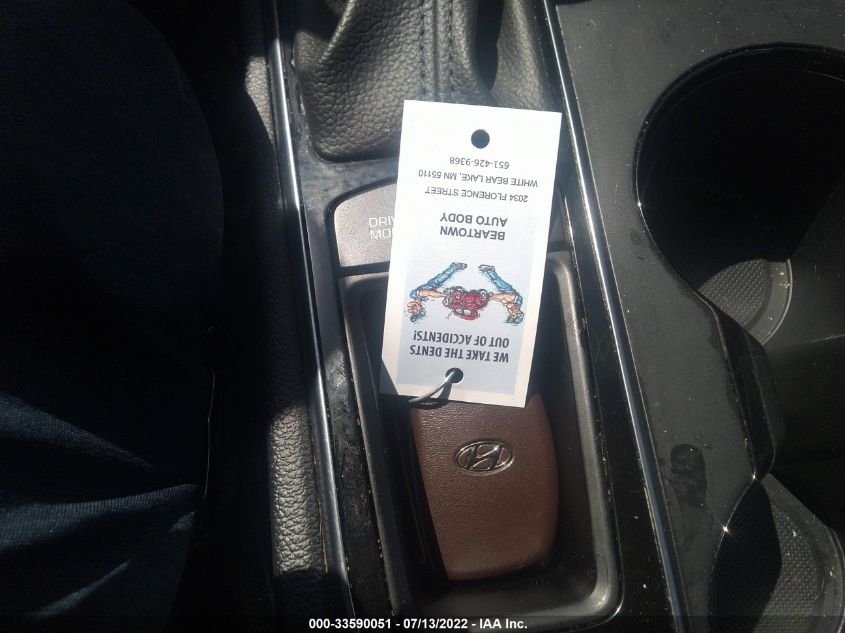 WE TAKE THE DENTS
OUT OF ACCIDENTS!
BEARTOWN
AUTO BODY
2034 FLORENCE STREET
WHITE BEAR LAKE, MN 55110
651-426-9368
000-33590051 - 07/13/2022 - IAA Inc.